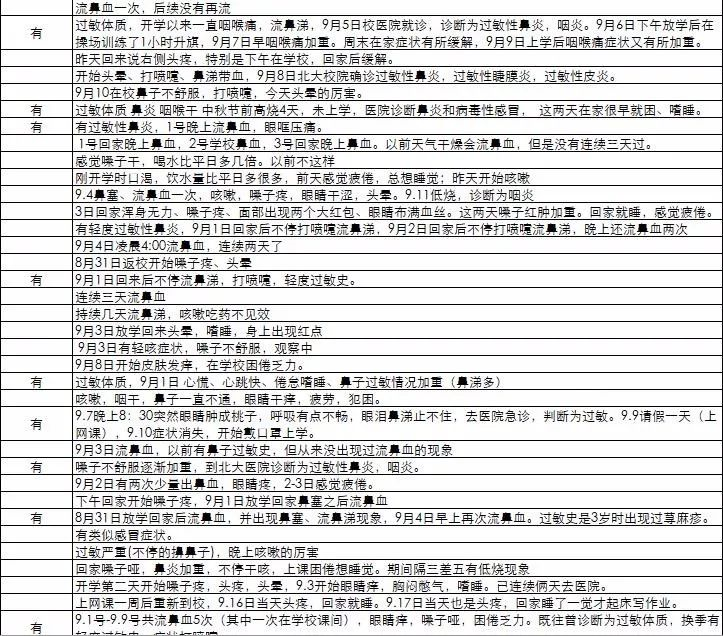 流鼻血一次，后续没有再流
有 过敏体质，开学以来一直咽喉痛，流鼻涕，9月5日校医院就诊，诊断为过敏性鼻炎，咽炎。9月6日下午放学后在
操场训练了1小时升旗，9月7日早咽喉痛加重。周末在家症状有所缓解，9月9日上学后咽喉痛症状又有所加重。
昨天回来说右侧头疼，特别是下午在学校，回家后缓解。
开始头晕、打喷嚏、鼻涕带血，9月8日北大校院确诊过敏性鼻炎，过敏性睫膜炎，过敏性皮炎。
9月10在校鼻子不舒服，打喷嚏，今天头晕的厉害。
有 过敏体质 鼻炎 咽喉干 中秋节前高烧4天，未上学，医院诊断鼻炎和病毒性感冒， 这两天在家很早就困、嗜睡。
有 有过敏性鼻炎，1号晚上流鼻血，眼眶压痛。
1号回家晚上鼻血，2号学校鼻血，3号回家晚上鼻血。以前天气干燥会流鼻血，但是没有连续三天过。
感觉嗓子干，喝水比平日多几倍。以前不这样
刚开学时口渴，饮水量比平日多很多，前天感觉疲倦，总想睡觉；昨天开始咳嗽
9.4鼻塞、流鼻血一次，咳嗽，嗓子疼，眼睛干涩，头晕。9.11低烧，诊断为咽炎
3日回家浑身无力、嗓子疼、面部出现两个大红包、眼睛布满血丝。这两天嗓子红肿加重。回家就睡，感觉疲倦。
有轻度过敏性鼻炎，9月1日回家后不停打喷嚏流鼻涕，9月2日回家后不停打喷嚏流鼻涕，晚上还流鼻血两次
9月4日凌晨4:00流鼻血，连续两天了
8月31日返校开始嗓子疼、头晕
有 9月1日回来后不停流鼻涕，打喷嚏，轻度过敏史。
连续三天流鼻血
持续几天流鼻涕，咳嗽吃药不见效
9月3日放学回来头晕，嗜睡，身上出现红点
9月3日有轻咳症状，嗓子不舒服，观察中
9月8日开始皮肤发痒，在学校困倦乏力。
有 过敏体质，9月1日 心慌、心跳快、倦怠嗜睡、鼻子过敏情况加重（鼻涕多）
咳嗽，咽干，鼻子一直不通，眼睛干痒，疲劳，犯困。
有 9.7晚上8：30突然眼睛肿成桃子，呼吸有点不畅，眼泪鼻涕止不住，去医院急诊，判断为过敏。9.9请假一天（上
网课），9.10症状消失，开始戴口罩上学。
9月3日流鼻血，以前有鼻子过敏史，但从来没出现过流鼻血的现象
有 嗓子不舒服逐渐加重，到北大医院诊断为过敏性鼻炎，咽炎。
9月2日有两次少量出鼻血，眼睛疼，2-3日感觉疲倦。
下午回家开始嗓子疼，9月1日放学回家鼻塞之后流鼻血
有 8月31日放学回家后流鼻血，并出现鼻塞、流鼻涕现象，9月4日早上再次流鼻血。过敏史是3岁时出现过荨麻疹。
有类似感冒症状。
过敏严重(不停的擤鼻子)，晚上咳嗽的厉害
回家嗓子哑，鼻炎加重，不停干咳，上课困倦想睡觉。期间隔三差五有低烧现象
开学第二天开始嗓子疼，头疼，头晕，9.3开始眼睛痒，胸闷憋气，嗜睡。已连续俩天去医院。
上网课一周后重新到校，9.16日当天头疼，回家就睡。9.17日当天也是头疼，回家睡了一觉才起床写作业。
有 9.1号-9.9号共流鼻血5次（其中一次在学校课间），眼睛痒，嗓子哑，困倦乏力。既往曾诊断为过敏体质，换季有